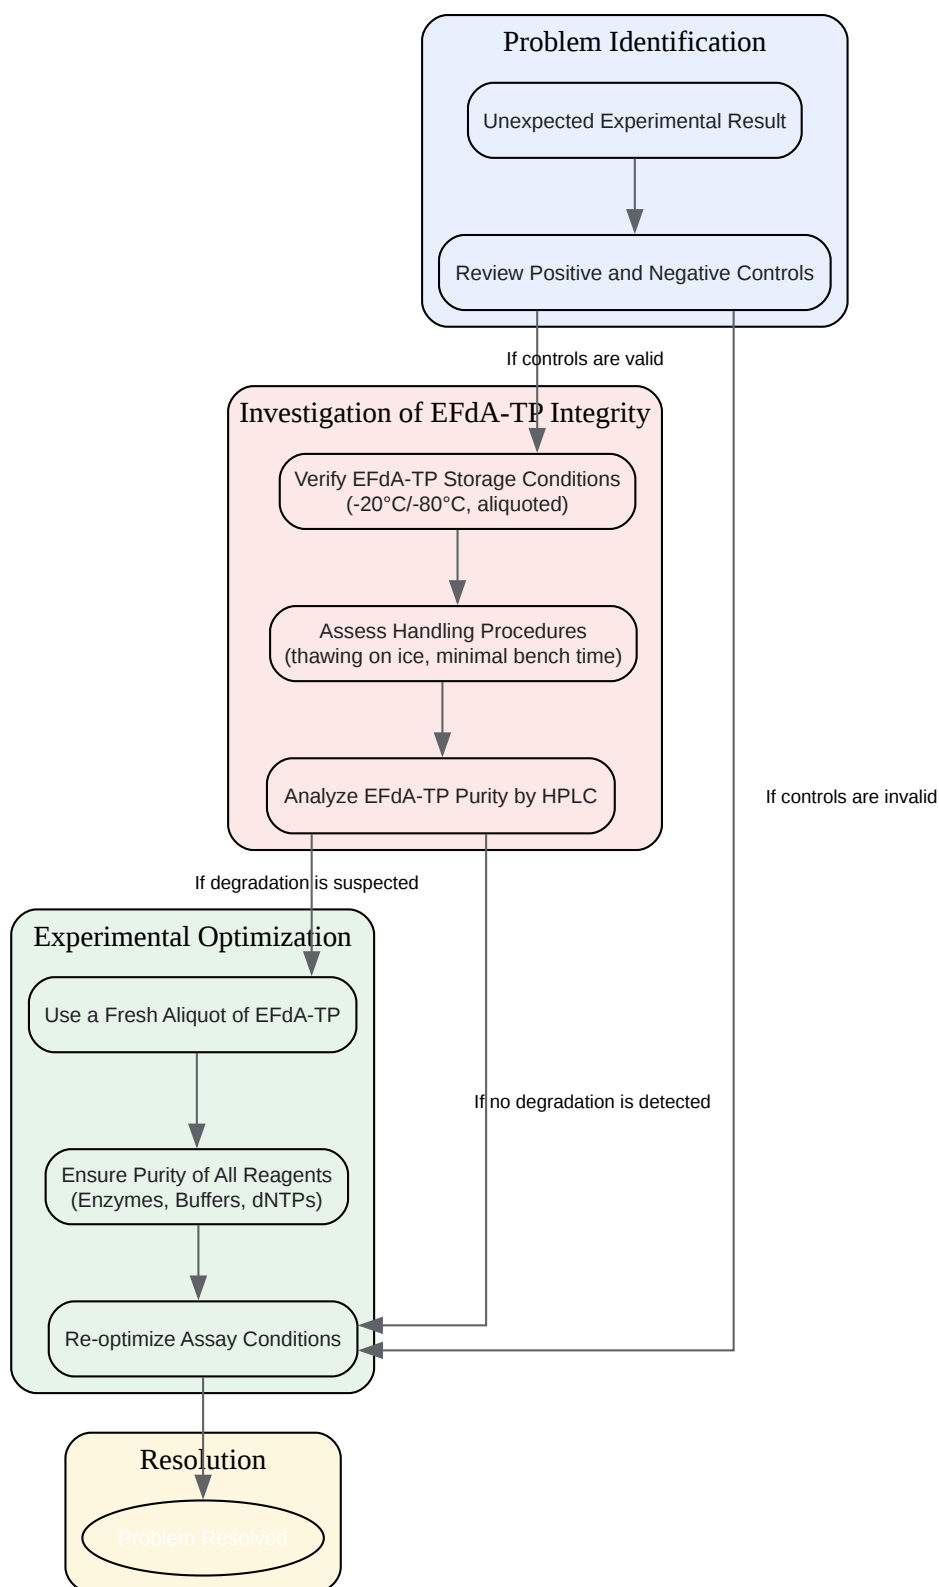 Problem Identification
Unexpected Experimental Result
Review Positive and Negative Controls
If controls are valid
Investigation of EFdA-TP Integrity
Verify EFdA-TP Storage Conditions
(-20°C/-80°C, aliquoted)
Assess Handling Procedures
(thawing on ice, minimal bench time)
Analyze EFdA-TP Purity by HPLC
If controls are invalid
If degradation is suspected
Experimental Optimization
Use a Fresh Aliquot of EFdA-TP
If no degradation is detected
Ensure Purity of All Reagents
(Enzymes, Buffers, dNTPs)
Re-optimize Assay Conditions
Resolution
Problem Resolved